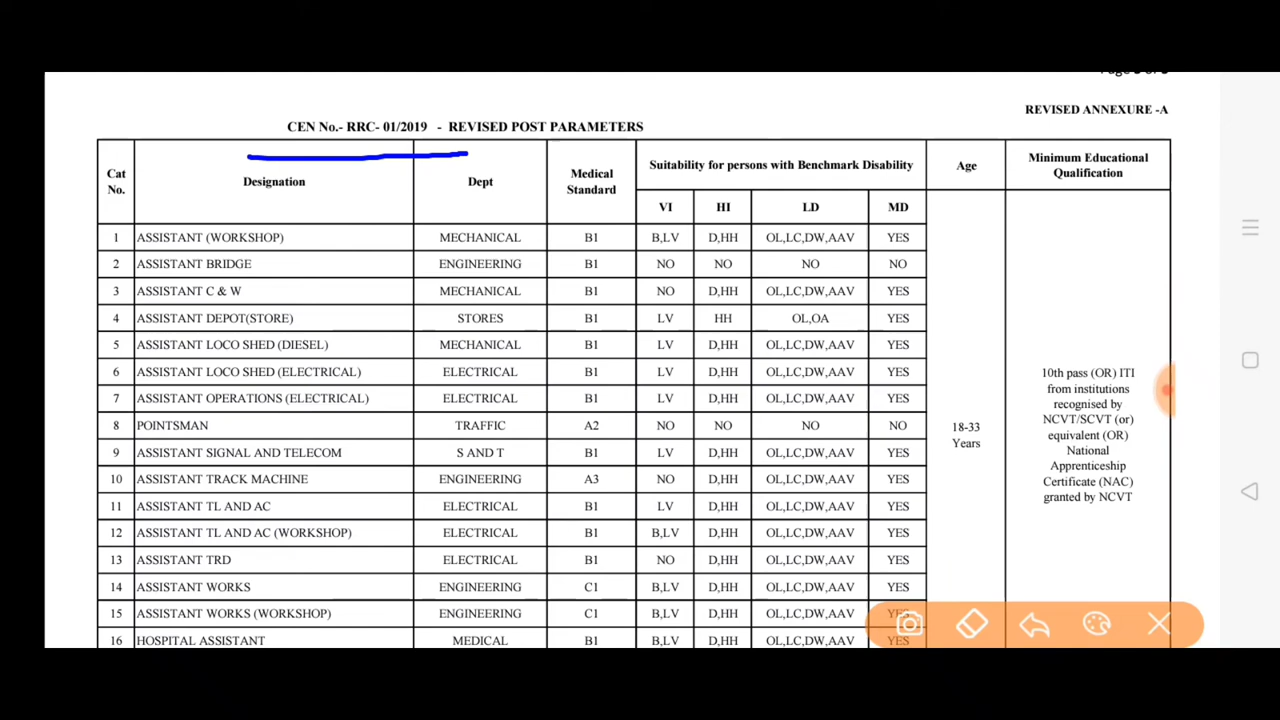 REVISED ANNEXURE -A
CEN No.- RRC- 01/2019 - REVISED POST PARAMETERS
Cat No. Designation Dept Medical Standard Suitability for persons with Benchmark Disability Age Minimum Educational Qualification
VI HI LD MD
1 ASSISTANT (WORKSHOP) MECHANICAL B1 B,LV D,HH OL,LC,DW,AAV YES
2 ASSISTANT BRIDGE ENGINEERING B1 NO NO NO NO
3 ASSISTANT C & W MECHANICAL B1 NO D,HH OL,LC,DW,AAV YES
4 ASSISTANT DEPOT(STORE) STORES B1 LV HH OL,OA YES
5 ASSISTANT LOCO SHED (DIESEL) MECHANICAL B1 LV D,HH OL,LC,DW,AAV YES
6 ASSISTANT LOCO SHED (ELECTRICAL) ELECTRICAL B1 LV D,HH OL,LC,DW,AAV YES
7 ASSISTANT OPERATIONS (ELECTRICAL) ELECTRICAL B1 LV D,HH OL,LC,DW,AAV YES
8 POINTSMAN TRAFFIC A2 NO NO NO NO
9 ASSISTANT SIGNAL AND TELECOM S AND T B1 LV D,HH OL,LC,DW,AAV YES
10 ASSISTANT TRACK MACHINE ENGINEERING A3 NO D,HH OL,LC,DW,AAV YES
11 ASSISTANT TL AND AC ELECTRICAL B1 LV D,HH OL,LC,DW,AAV YES
12 ASSISTANT TL AND AC (WORKSHOP) ELECTRICAL B1 B,LV D,HH OL,LC,DW,AAV YES
13 ASSISTANT TRD ELECTRICAL B1 NO D,HH OL,LC,DW,AAV YES
14 ASSISTANT WORKS ENGINEERING C1 B,LV D,HH OL,LC,DW,AAV YES
15 ASSISTANT WORKS (WORKSHOP) ENGINEERING C1 B,LV D,HH OL,LC,DW,AAV YES
16 HOSPITAL ASSISTANT MEDICAL B1 B,LV D,HH OL,LC,DW,AAV YES
18-33
Years
10th pass (OR) ITI
from institutions
recognised by
NCVT/SCVT (or)
equivalent (OR)
National
Apprenticeship
Certificate (NAC)
granted by NCVT